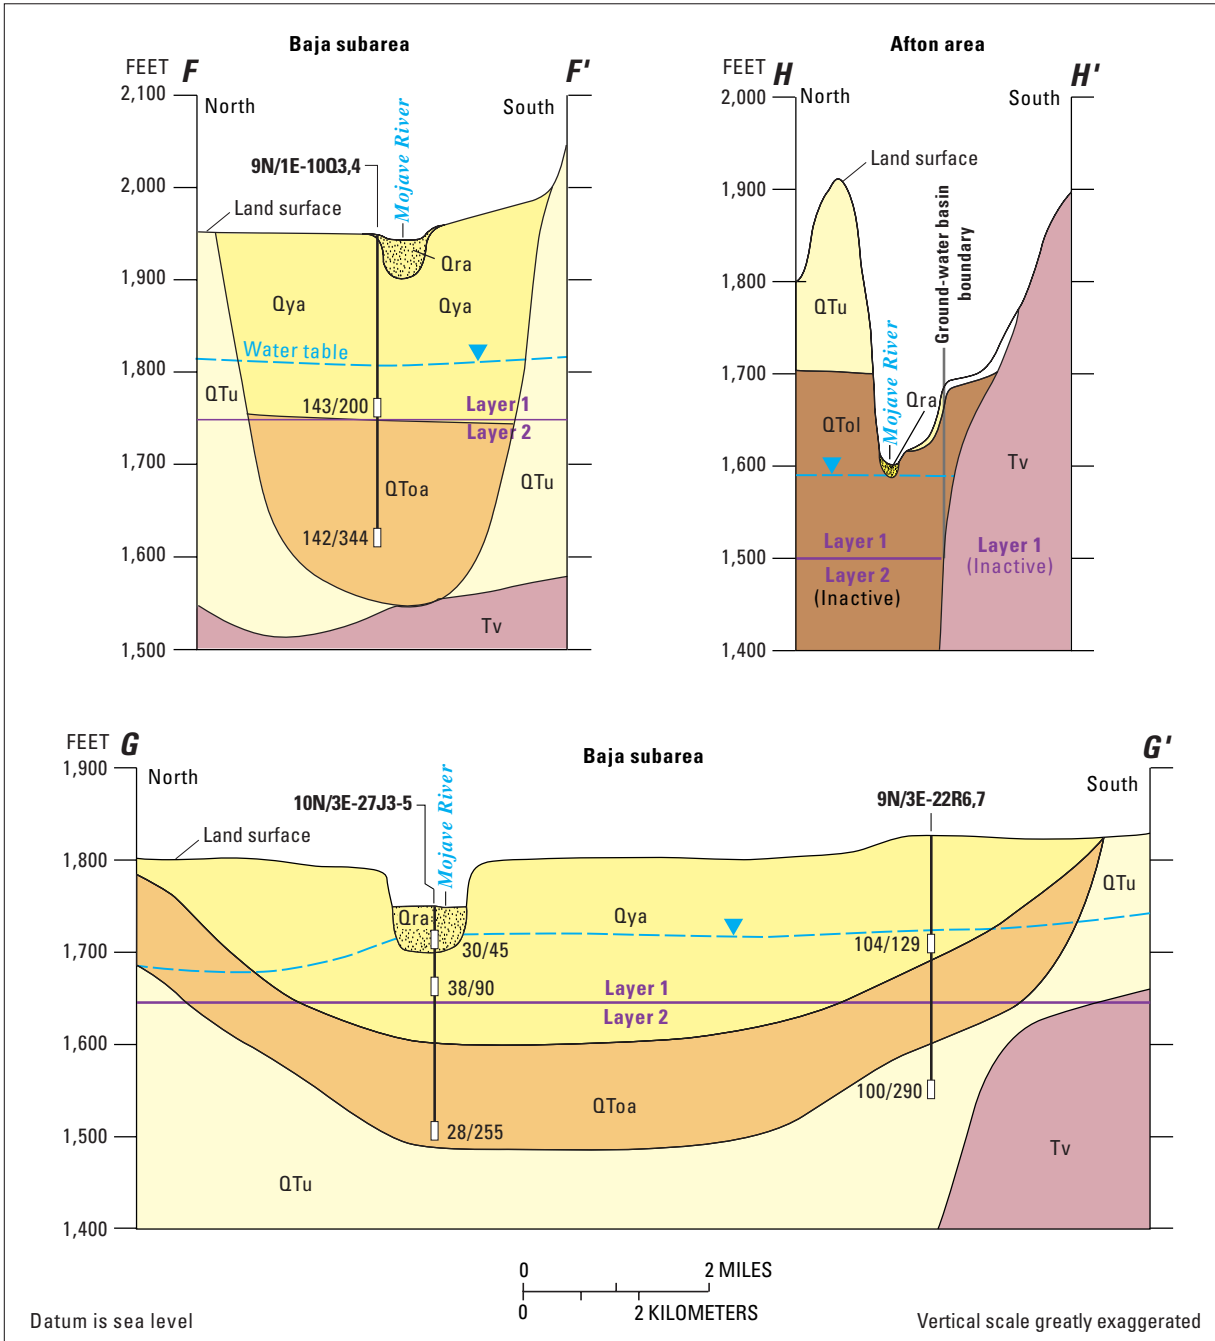 Baja subarea
FEET F F'
2,100
North
South
Mojave River
9N/1E-10Q3,4
2,000
Land surface
Qra
1,900
Qya
Qya
Water table
1,800
QTu
143/200
Layer 1
Layer 2
1,700
QToa
QTu
142/344
1,600
Tv
1,500
Afton area
FEET H H'
2,000
North
South
Land surface
1,900
Ground-water basin
boundary
1,800
QTu
Mojave River
1,700
Qra
QTol
Tv
1,600
Layer 1
Layer 1
(Inactive)
1,500
Layer 2
(Inactive)
1,400
FEET G G'
Baja subarea
1,900
North
South
Mojave River
10N/3E-27J3-5
9N/3E-22R6,7
Land surface
1,800
QTu
Qra
Qya
1,700
30/45
104/129
38/90
Layer 1
Layer 2
1,600
QToa
100/290
1,500
28/255
Tv
QTu
1,400
0 2 MILES
0 2 KILOMETERS
Datum is sea level
Vertical scale greatly exaggerated